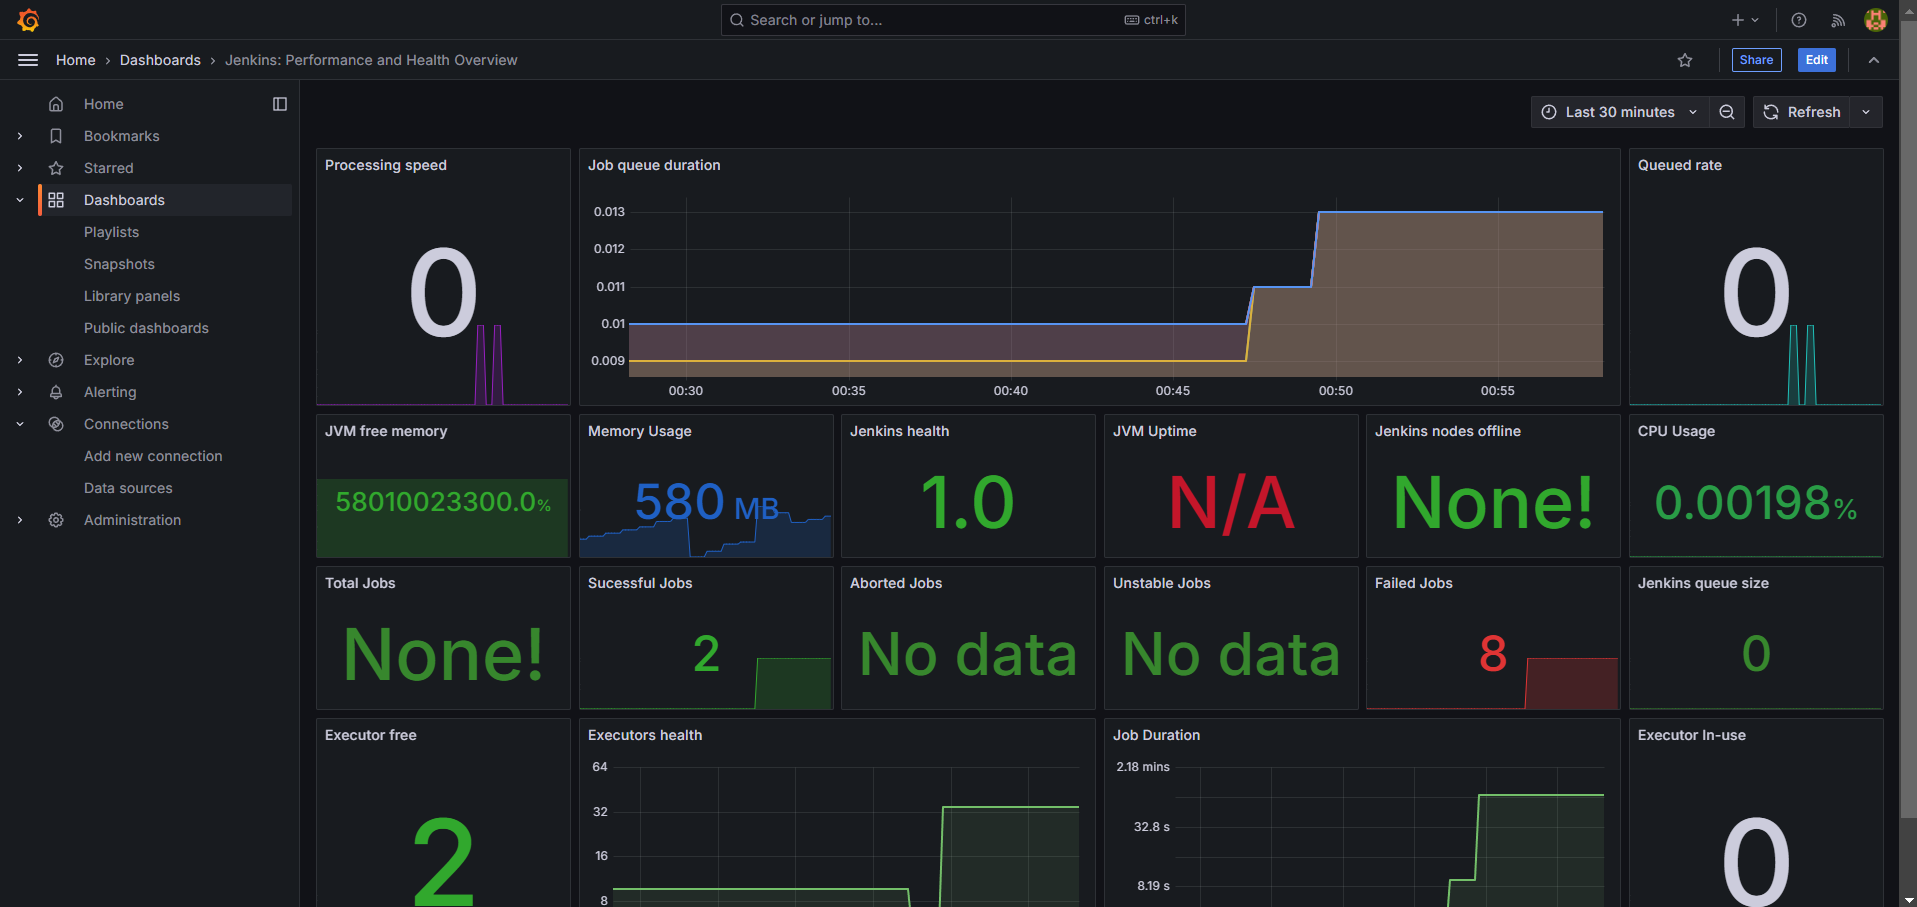 Search or jump to...
ctrl+k
Home
Dashboards
Jenkins: Performance and Health Overview
Share
Edit
Home
Bookmarks
Starred
Dashboards
Playlists
Snapshots
Library panels
Public dashboards
Explore
Alerting
Connections
Add new connection
Data sources
Administration
Last 30 minutes
Refresh
Processing speed
0
Job queue duration
0.013
0.012
0.011
0.01
0.009
00:30 00:35 00:40 00:45 00:50 00:55
Queued rate
0
JVM free memory
58010023300.0%
Memory Usage
580 MB
Jenkins health
1.0
JVM Uptime
N/A
Jenkins nodes offline
None!
CPU Usage
0.00198%
Total Jobs
None!
Sucessful Jobs
2
Aborted Jobs
No data
Unstable Jobs
No data
Failed Jobs
8
Jenkins queue size
0
Executor free
2
Executors health
64
32
16
8
Job Duration
2.18 mins
32.8 s
8.19 s
Executor In-use
0